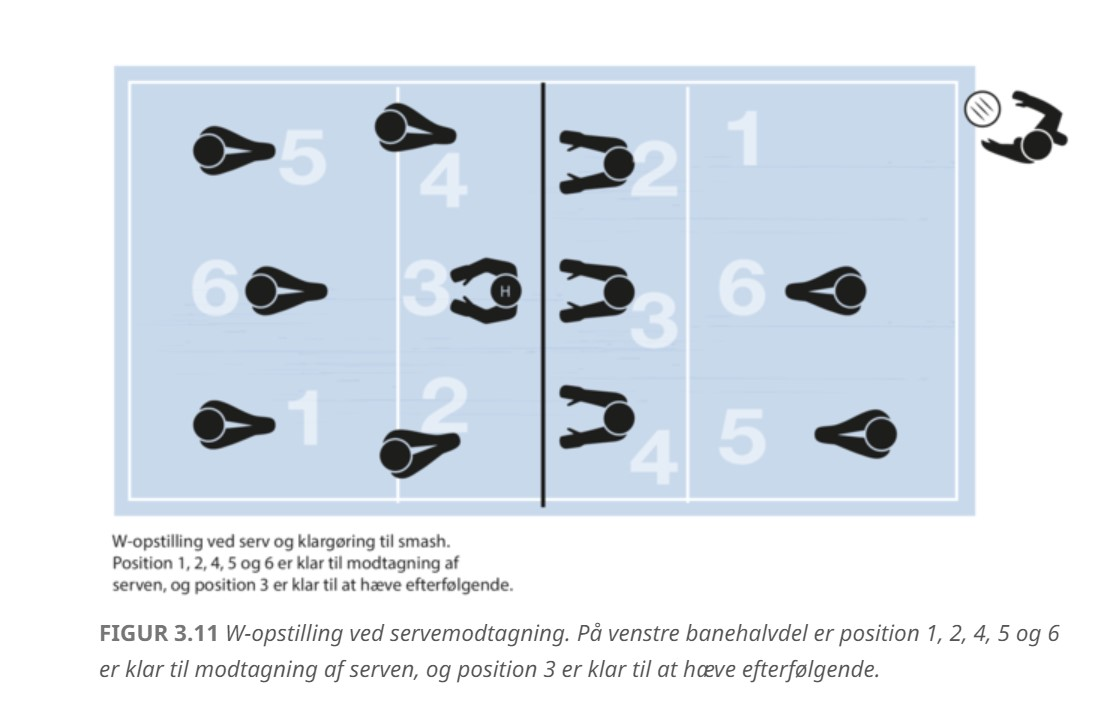 5
4
2
1
6
3
H
3
6
1
2
4
5
W-opstilling ved serv og klargøring til smash.
Position 1, 2, 4, 5 og 6 er klar til modtagning af
serven, og position 3 er klar til at hæve efterfølgende.
FIGUR 3.11 W-opstilling ved servemodtagning. På venstre banehalvdel er position 1, 2, 4, 5 og 6
er klar til modtagning af serven, og position 3 er klar til at hæve efterfølgende.